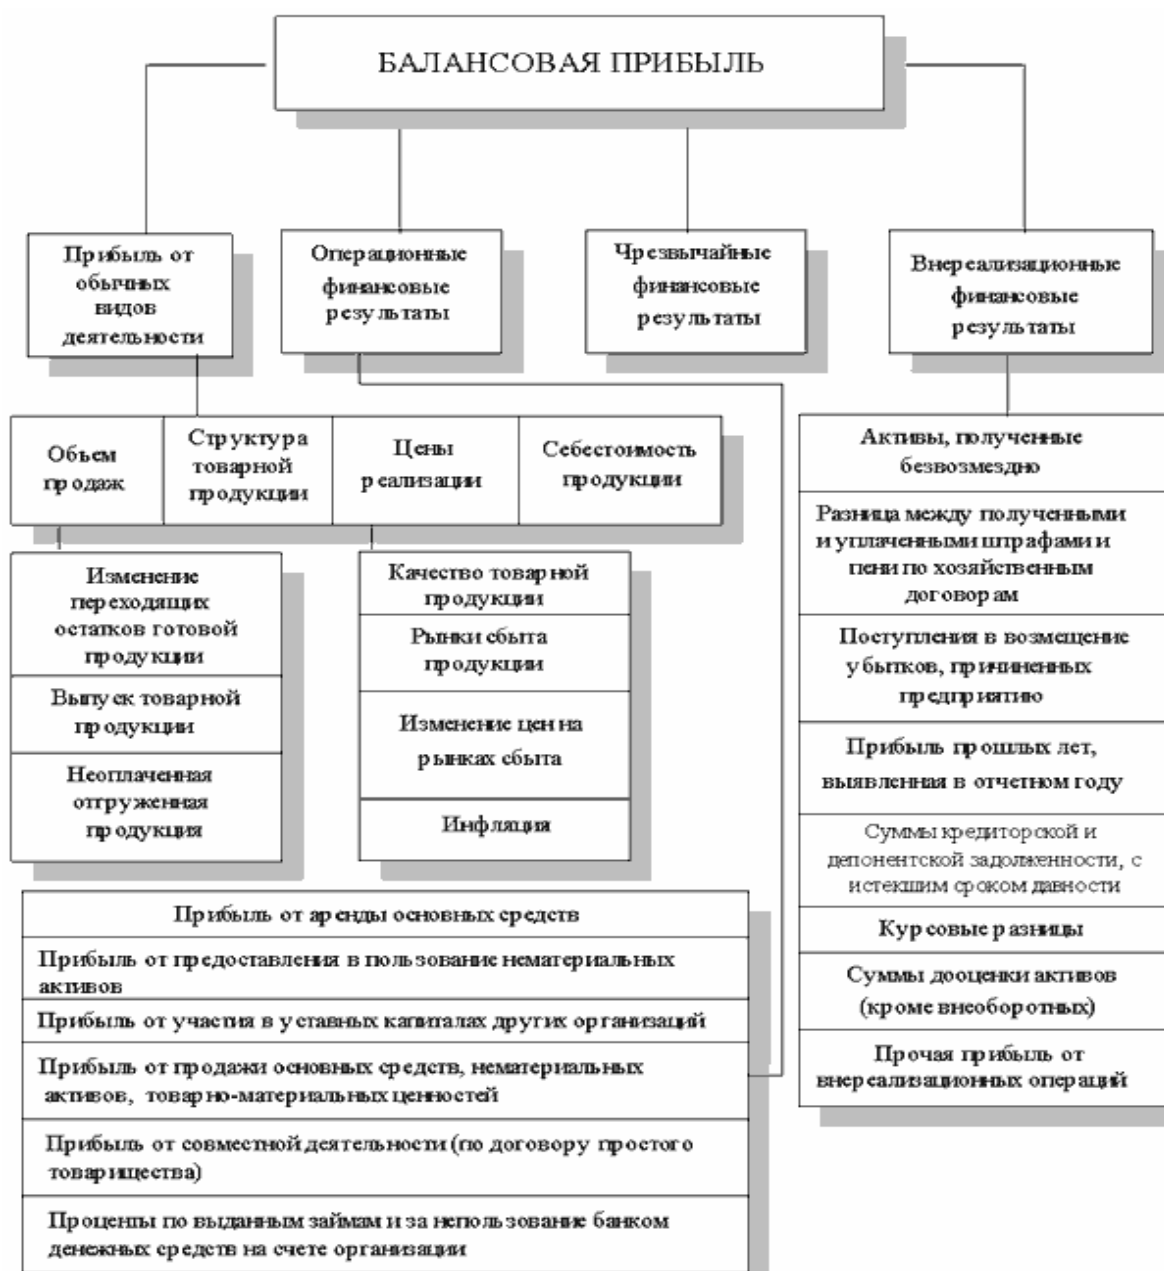 БАЛАНСОВАЯ ПРИБЫЛЬ
Прибыль от
обычных
видов
деятельности
Операционные
финансовые
результаты
Чрезвычайные
финансовые
результаты
Внереализационные
финансовые
результаты
Объем
продаж
Структура
товарной
продукции
Цены
реализации
Себестоимость
продукции
Изменение
переходящих
остатков готовой
продукции
Выпуск товарной
продукции
Неоплаченная
отгруженная
продукция
Качество товарной
продукции
Рынки сбыта
продукции
Изменение цен на
рынках сбыта
Инфляция
Активы, полученные
безвозмездно
Разница между полученными
и уплаченными штрафами и
пени по хозяйственным
договорам
Поступления в возмещение
убытков, причиненных
предприятию
Прибыль прошлых лет,
выявленная в отчетном году
Суммы кредиторской и
депонентской задолженности, с
истекшим сроком давности
Курсовые разницы
Суммы дооценки активов
(кроме внеоборотных)
Прочая прибыль от
внереализационных операций
Прибыль от аренды основных средств
Прибыль от предоставления в пользование нематериальных
активов
Прибыль от участия в уставных капиталах других организаций
Прибыль от продажи основных средств, нематериальных
активов, товарно-материальных ценностей
Прибыль от совместной деятельности (по договору простого
товарищества)
Проценты по выданным займам и за непользование банком
денежных средств на счете организации